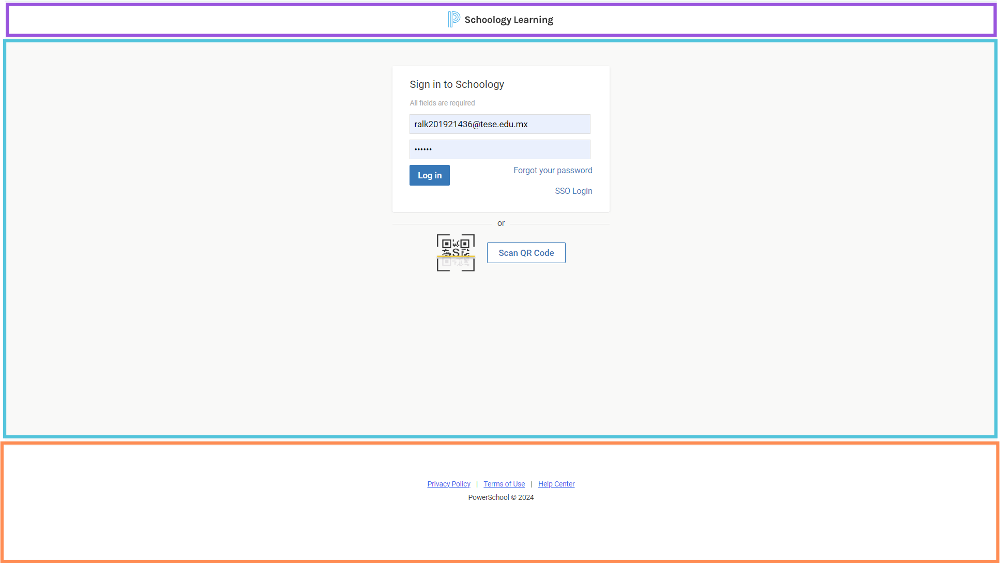 Schoology Learning
Sign in to Schoology
All fields are required
ralk201921436@tese.edu.mx
••••••
Log in
Forgot your password
SSO Login
or
Scan QR Code
Privacy Policy | Terms of Use | Help Center
PowerSchool © 2024